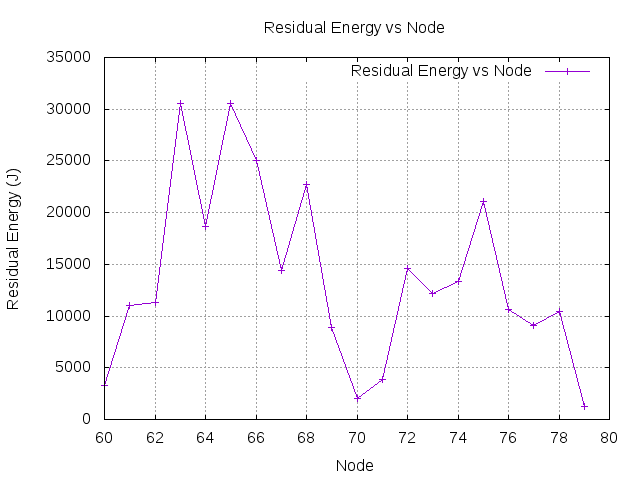 Residual Energy vs Node
35000
Residual Energy vs Node
30000
25000
20000
15000
10000
5000
0
Residual Energy (J)
60 62 64 66 68 70 72 74 76 78 80
Node